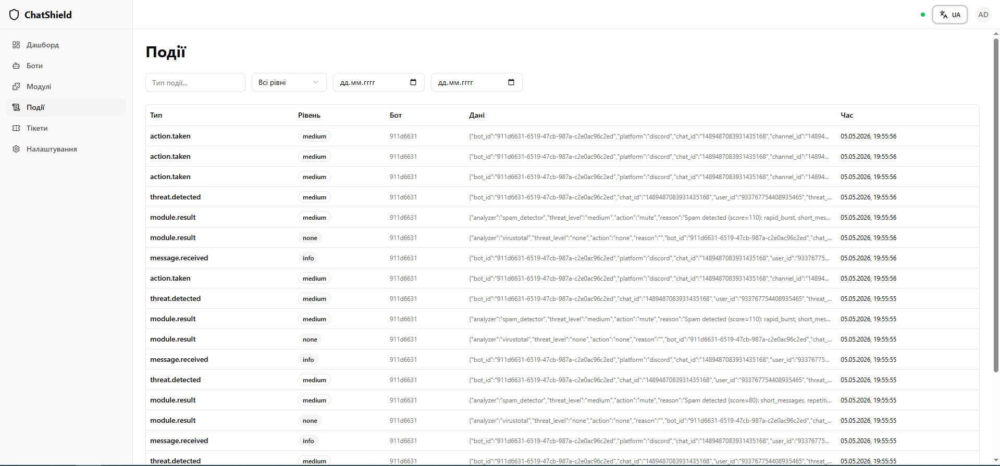 ChatShield
UA
AD
Дашборд
Боти
Модулі
Події
Тікети
Налаштування
Події
Тип події...
Всі рівні
дд.мм.гггг
дд.мм.гггг
Тип Рівень Бот Дані Час
action.taken medium 911d6631 {"bot_id":"911d6631-6519-47cb-987a-c2e0ac96c2ed","platform":"discord","chat_id":"1489487083931435168","channel_id":"14894... 05.05.2026, 19:55:56
action.taken medium 911d6631 {"bot_id":"911d6631-6519-47cb-987a-c2e0ac96c2ed","platform":"discord","chat_id":"1489487083931435168","channel_id":"14894... 05.05.2026, 19:55:56
action.taken medium 911d6631 {"bot_id":"911d6631-6519-47cb-987a-c2e0ac96c2ed","platform":"discord","chat_id":"1489487083931435168","channel_id":"14894... 05.05.2026, 19:55:56
threat.detected medium 911d6631 {"bot_id":"911d6631-6519-47cb-987a-c2e0ac96c2ed","chat_id":"1489487083931435168","user_id":"933767754408935465","threat_... 05.05.2026, 19:55:56
module.result medium 911d6631 {"analyzer":"spam_detector","threat_level":"medium","action":"mute","reason":"Spam detected (score=110): rapid_burst, short_mes... 05.05.2026, 19:55:56
module.result none 911d6631 {"analyzer":"virustotal","threat_level":"none","action":"none","reason":"","bot_id":"911d6631-6519-47cb-987a-c2e0ac96c2ed","chat_... 05.05.2026, 19:55:56
message.received info 911d6631 {"bot_id":"911d6631-6519-47cb-987a-c2e0ac96c2ed","platform":"discord","chat_id":"1489487083931435168","user_id":"93376775... 05.05.2026, 19:55:56
action.taken medium 911d6631 {"bot_id":"911d6631-6519-47cb-987a-c2e0ac96c2ed","platform":"discord","chat_id":"1489487083931435168","channel_id":"14894... 05.05.2026, 19:55:56
threat.detected medium 911d6631 {"bot_id":"911d6631-6519-47cb-987a-c2e0ac96c2ed","chat_id":"1489487083931435168","user_id":"933767754408935465","threat_... 05.05.2026, 19:55:55
module.result medium 911d6631 {"analyzer":"spam_detector","threat_level":"medium","action":"mute","reason":"Spam detected (score=110): rapid_burst, short_mes... 05.05.2026, 19:55:55
module.result none 911d6631 {"analyzer":"virustotal","threat_level":"none","action":"none","reason":"","bot_id":"911d6631-6519-47cb-987a-c2e0ac96c2ed","chat_... 05.05.2026, 19:55:55
message.received info 911d6631 {"bot_id":"911d6631-6519-47cb-987a-c2e0ac96c2ed","platform":"discord","chat_id":"1489487083931435168","user_id":"93376775... 05.05.2026, 19:55:55
threat.detected medium 911d6631 {"bot_id":"911d6631-6519-47cb-987a-c2e0ac96c2ed","chat_id":"1489487083931435168","user_id":"933767754408935465","threat_... 05.05.2026, 19:55:55
module.result medium 911d6631 {"analyzer":"spam_detector","threat_level":"medium","action":"mute","reason":"Spam detected (score=80): short_messages, repetiti... 05.05.2026, 19:55:55
module.result none 911d6631 {"analyzer":"virustotal","threat_level":"none","action":"none","reason":"","bot_id":"911d6631-6519-47cb-987a-c2e0ac96c2ed","chat_... 05.05.2026, 19:55:55
message.received info 911d6631 {"bot_id":"911d6631-6519-47cb-987a-c2e0ac96c2ed","platform":"discord","chat_id":"1489487083931435168","user_id":"93376775... 05.05.2026, 19:55:55
threat.detected medium 911d6631 {"bot_id":"911d6631-6519-47cb-987a-c2e0ac96c2ed","chat_id":"1489487083931435168","user_id":"933767754408935465","threat_... 05.05.2026, 19:55:55